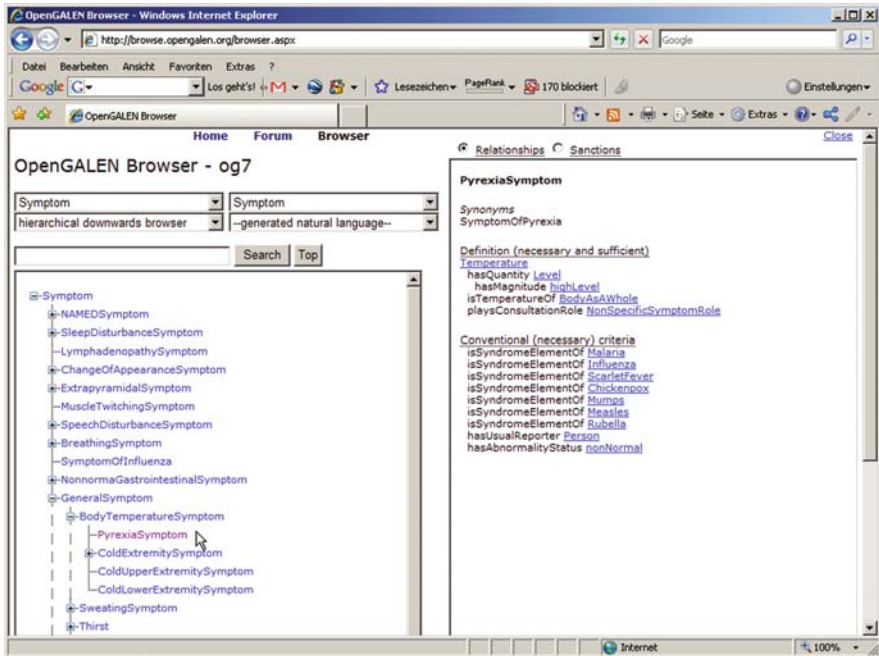 OpenGALEN Browser - Windows Internet Explorer
http://browse.opengalen.org/browser.aspx
Google
Datei Bearbeiten Ansicht Favoriten Extras ?
Google G Los geht's! M Lesezeichen PageRank 170 blockiert Einstellungen
OpenGALEN Browser
Seite Extras
Home Forum Browser
OpenGALEN Browser - og7
Symptom Symptom
hierarchical downwards browser --generated natural language--
Search Top
Symptom
NAMEDSymptom
SleepDisturbanceSymptom
LymphadenopathySymptom
ChangeOfAppearanceSymptom
ExtrapyramidalSymptom
MuscleTwitchingSymptom
SpeechDisturbanceSymptom
BreathingSymptom
SymptomOfInfluenza
NonnormaGastrointestinalSymptom
GeneralSymptom
BodyTemperatureSymptom
PyrexiaSymptom
ColdExtremitySymptom
ColdUpperExtremitySymptom
ColdLowerExtremitySymptom
SweatingSymptom
Thirst
Close
Relationships Sanctions
PyrexiaSymptom
Synonyms
SymptomOfPyrexia
Definition (necessary and sufficient)
Temperature
hasQuantity Level
hasMagnitude highLevel
isTemperatureOf BodyAsAWhole
playsConsultationRole NonSpecificSymptomRole
Conventional (necessary) criteria
isSyndromeElementOf Malaria
isSyndromeElementOf Influenza
isSyndromeElementOf ScarletFever
isSyndromeElementOf Chickenpox
isSyndromeElementOf Mumps
isSyndromeElementOf Measles
isSyndromeElementOf Rubella
hasUsualReporter Person
hasAbnormalityStatus nonNormal
Internet 100%